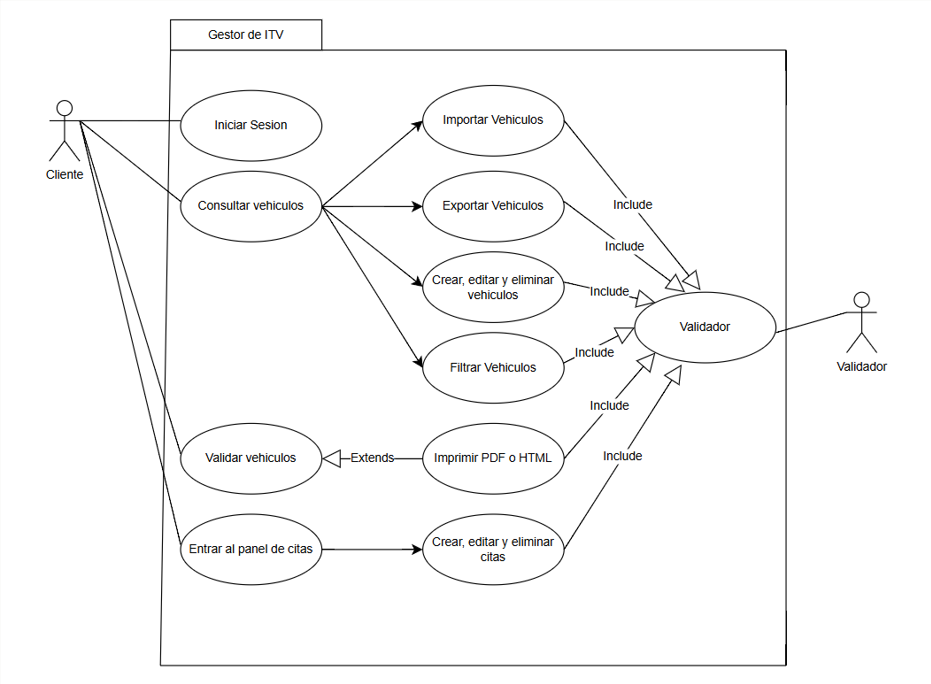 Gestor de ITV
Iniciar Sesion
Importar Vehiculos
Cliente
Consultar vehiculos
Exportar Vehiculos
Include
Include
Crear, editar y eliminar
vehiculos
Include
Validador
Filtrar Vehiculos
Include
Validador
Include
Validar vehiculos
Extends
Imprimir PDF o HTML
Include
Entrar al panel de citas
Crear, editar y eliminar
citas